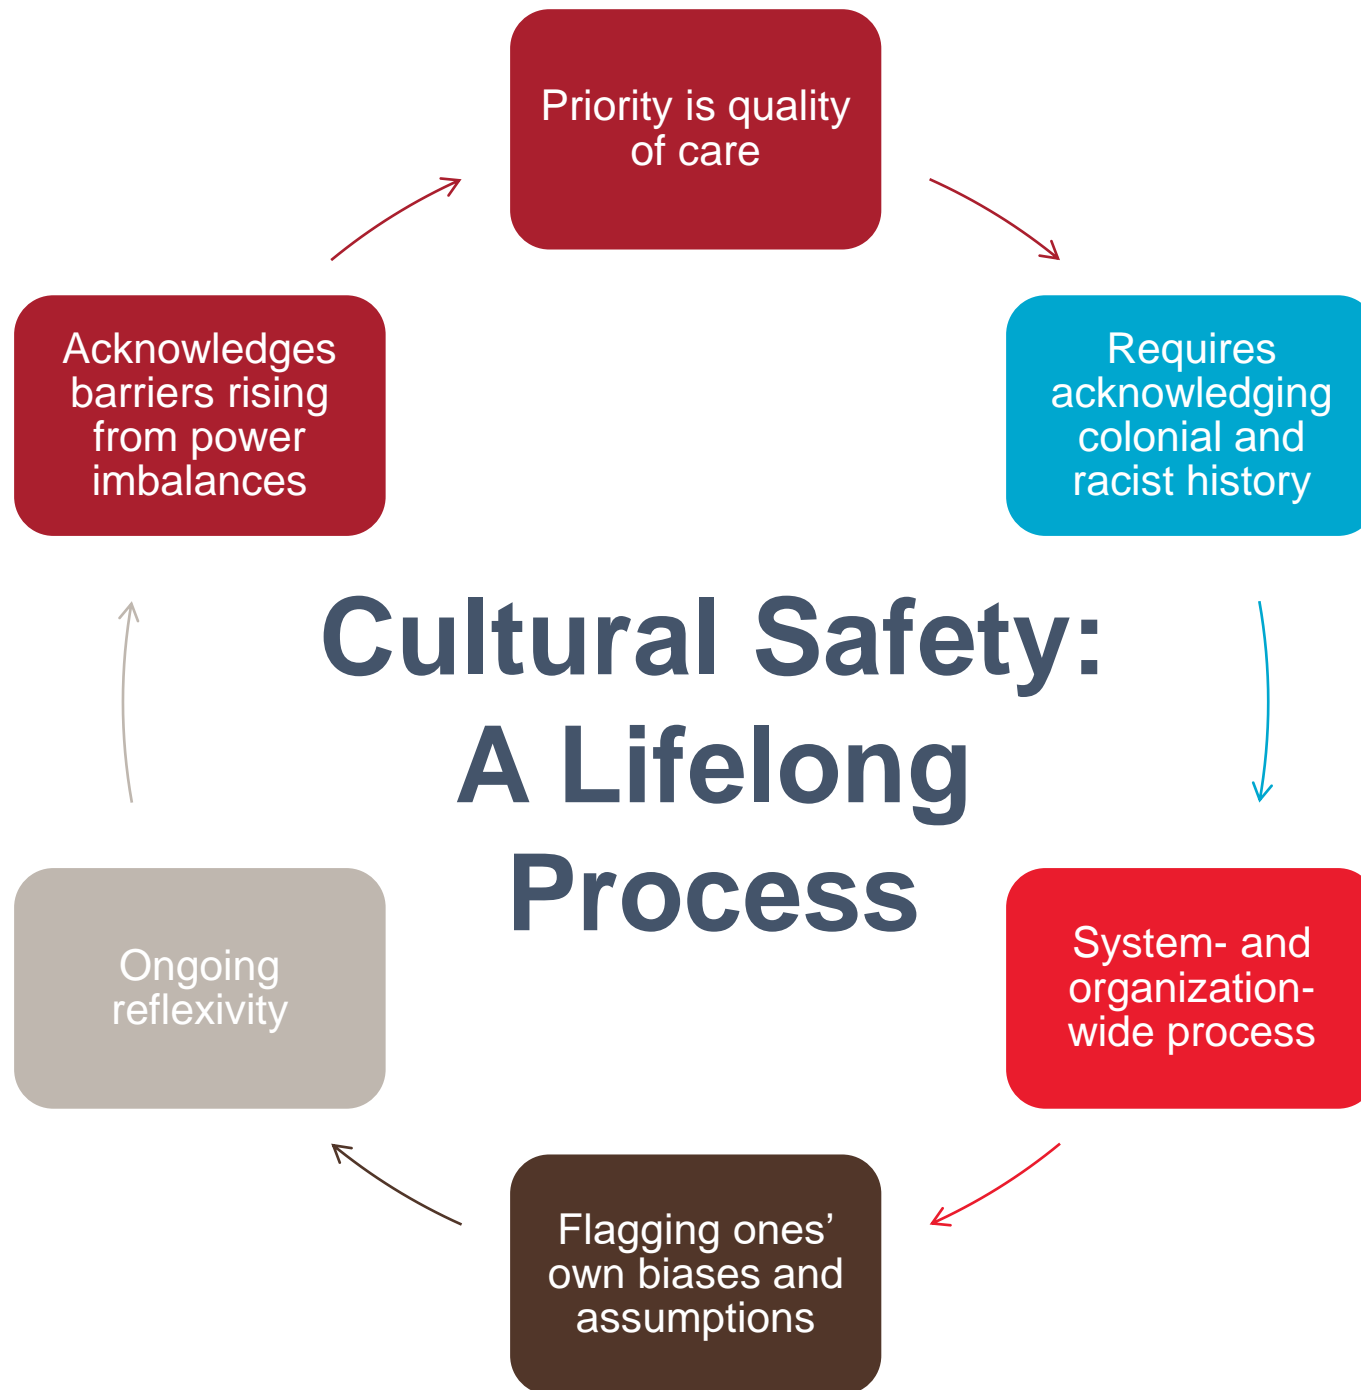 Priority is quality
of care
Requires
acknowledging
colonial and
racist history
System- and
organization-
wide process
Flagging ones’
own biases and
assumptions
Ongoing
reflexivity
Acknowledges
barriers rising
from power
imbalances
Cultural Safety:
A Lifelong
Process